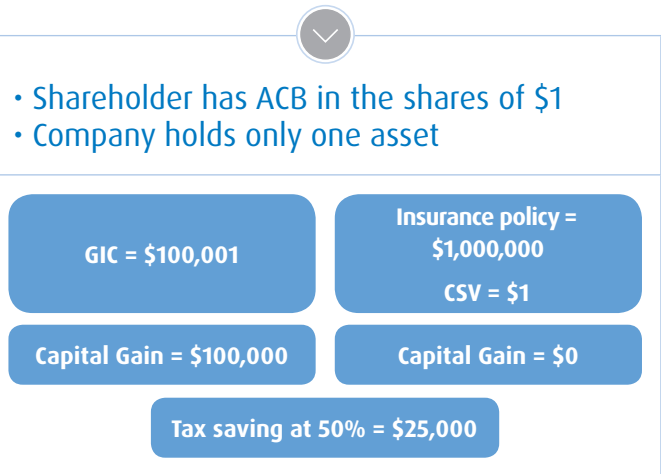 • Shareholder has ACB in the shares of $1
• Company holds only one asset
GIC = $100,001
Insurance policy =
$1,000,000
CSV = $1
Capital Gain = $100,000
Capital Gain = $0
Tax saving at 50% = $25,000